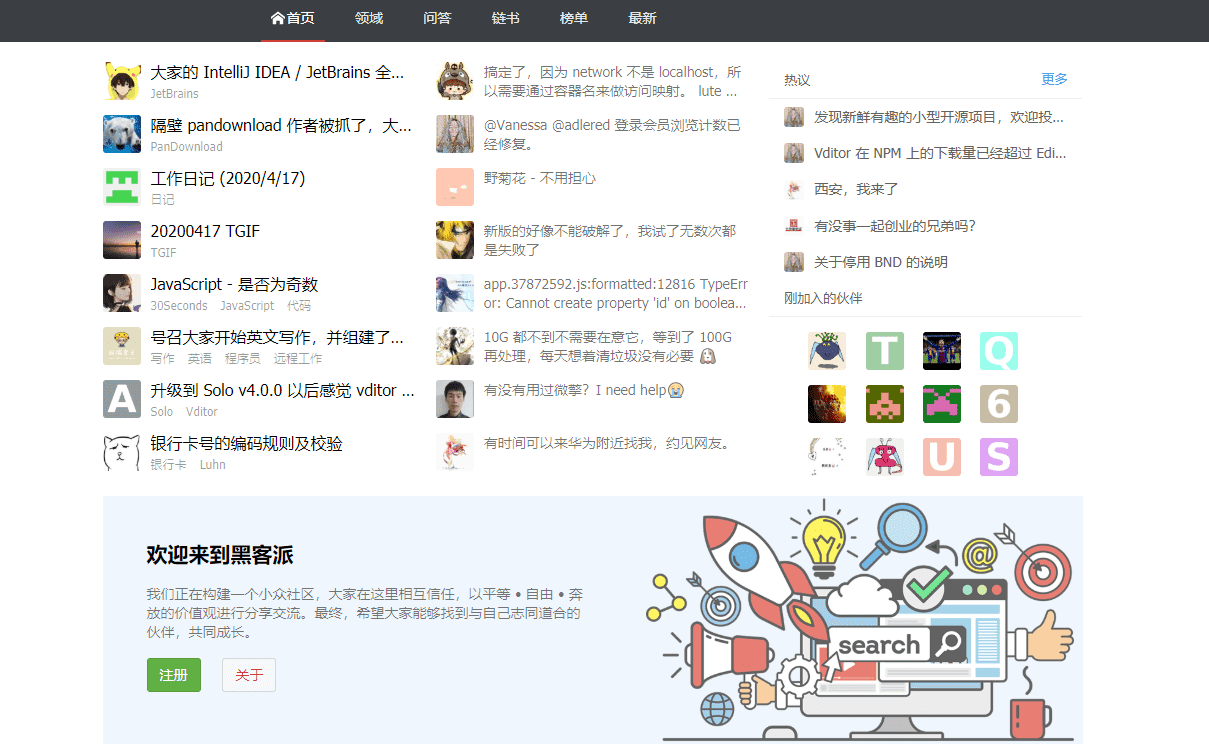 首页 领域 问答 链书 榜单 最新
大家的 IntelliJ IDEA / JetBrains 全...
JetBrains
隔壁 pandownload 作者被抓了，大...
PanDownload
工作日记 (2020/4/17)
日记
20200417 TGIF
TGIF
JavaScript - 是否为奇数
30Seconds JavaScript 代码
号召大家开始英文写作，并组建了...
写作 英语 程序员 远程工作
升级到 Solo v4.0.0 以后感觉 vditor ...
Solo Vditor
银行卡号的编码规则及校验
银行卡 Luhn
搞定了，因为 network 不是 localhost，所
以需要通过容器名来做访问映射。 lute ...
@Vanessa @adlered 登录会员浏览计数已
经修复。
野菊花 - 不用担心
新版的好像不能破解了，我试了无数次都
是失败了
app.37872592.js:formatted:12816 TypeErr
or: Cannot create property 'id' on boolea...
10G 都不到不需要在意它，等到了 100G
再处理，每天想着清垃圾没有必要
有没有用过微擎？I need help😭
有时间可以来华为附近找我，约见网友。
热议 更多
发现新鲜有趣的小型开源项目，欢迎投...
Vditor 在 NPM 上的下载量已经超过 Edi...
西安，我来了
有没事一起创业的兄弟吗？
关于停用 BND 的说明
刚加入的伙伴
T Q
6
U S
A
欢迎来到黑客派
我们正在构建一个小众社区，大家在这里相互信任，以平等 • 自由 • 奔
放的价值观进行分享交流。最终，希望大家能够找到与自己志同道合的
伙伴，共同成长。
注册 关于
@
search